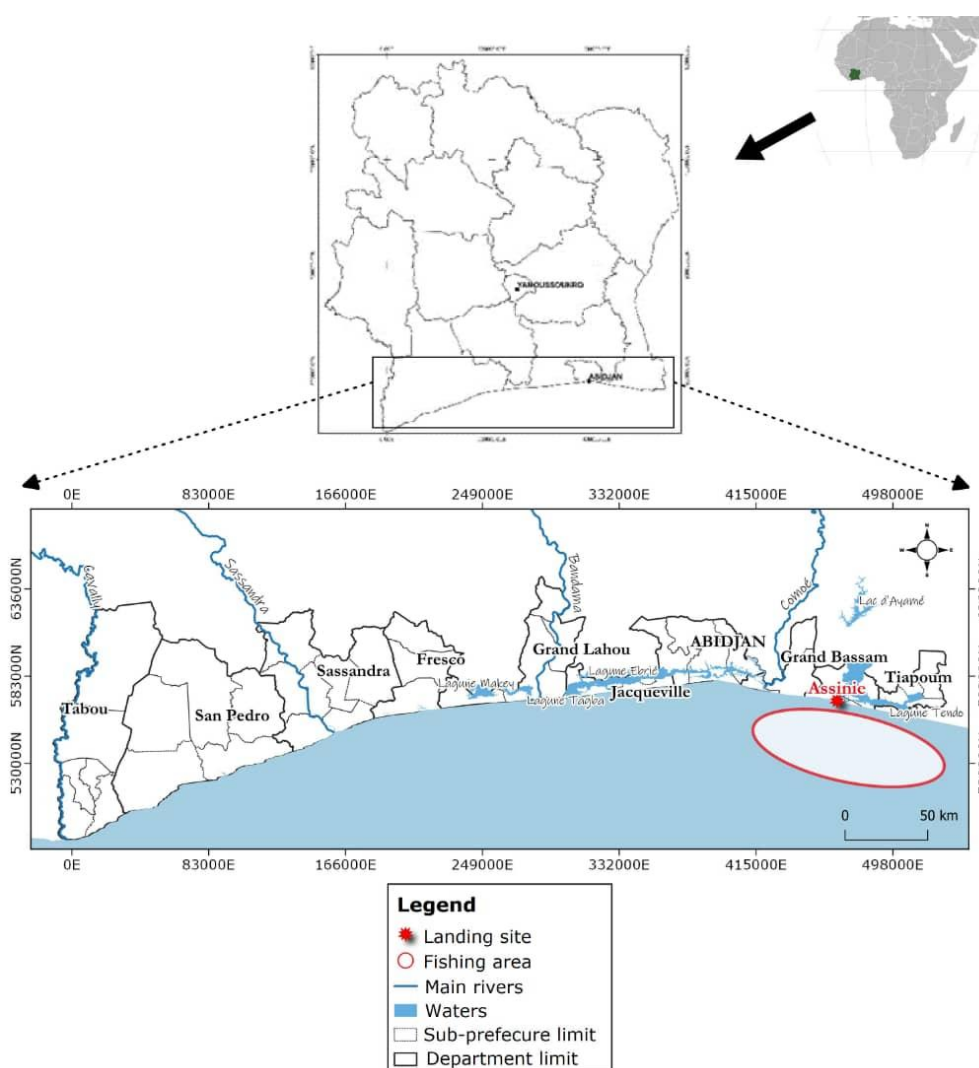 YAMOUSSOUKRO
ABIDJAN
0E 83000E 166000E 249000E 332000E 415000E 498000E
636000N
583000N
530000N
Cavally
Sassandra
Bandama
Comoé
Lac d'Ayamé
Tabou
San Pedro
Sassandra
Fresco
Lagune Makey
Grand Lahou
Lagune Tagba
Lagune Ebrié
Jacqueville
ABIDJAN
Grand Bassam
Assinie
Tiapoum
Lagune Tendo
N
W E
S
0 50 km
0E 83000E 166000E 249000E 332000E 415000E 498000E
Legend
Landing site
Fishing area
Main rivers
Waters
Sub-prefecure limit
Department limit